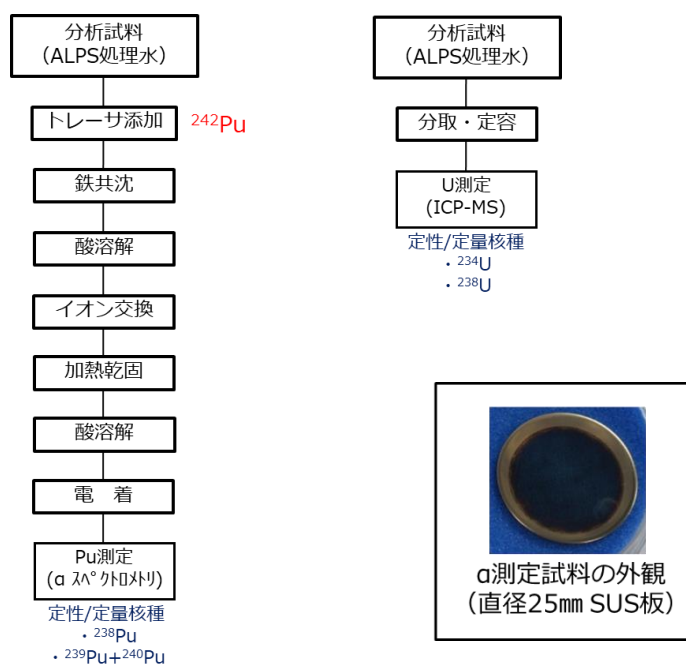 分析試料
(ALPS処理水)
トレーサ添加
²⁴²Pu
鉄共沈
酸溶解
イオン交換
加熱乾固
酸溶解
電　着
Pu測定
(α ｽﾍﾟｸﾄﾛﾒﾄﾘ)
定性/定量核種
・²³⁸Pu
・²³⁹Pu+²⁴⁰Pu
分析試料
(ALPS処理水)
分取・定容
U測定
(ICP-MS)
定性/定量核種
・²³⁴U
・²³⁸U
α測定試料の外観
(直径25㎜ SUS板)